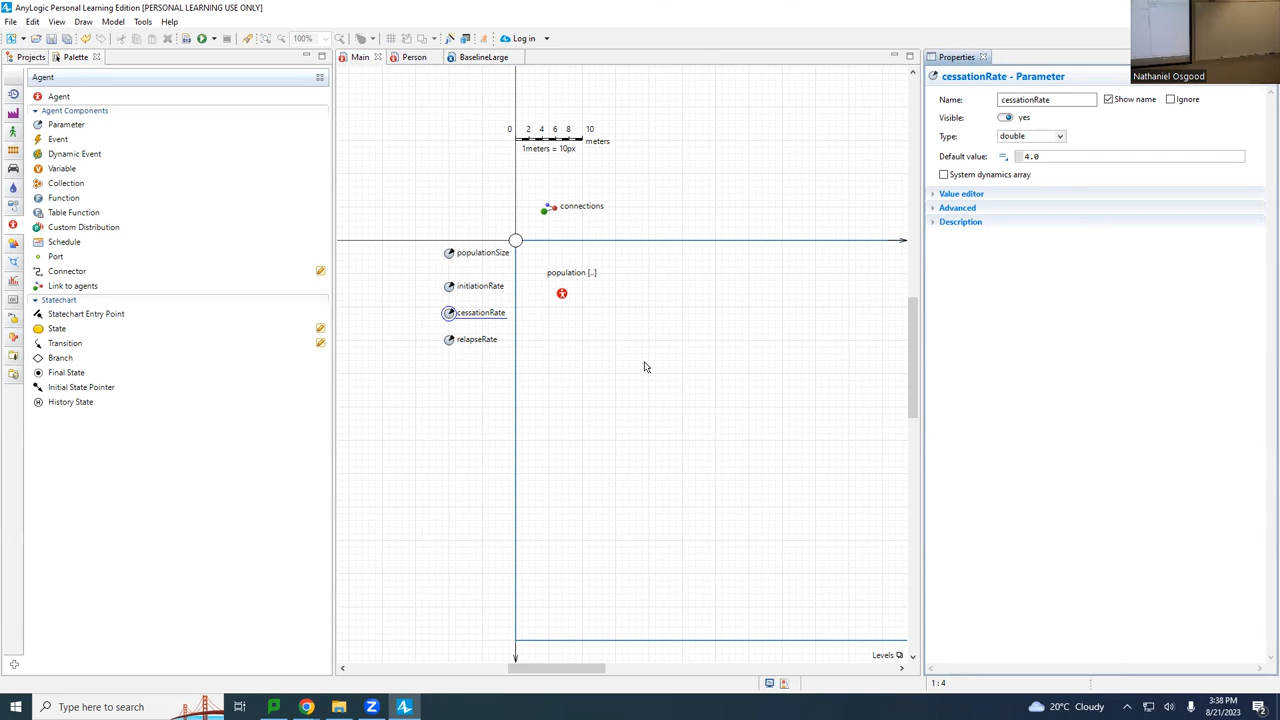 AnyLogic Personal Learning Edition [PERSONAL LEARNING USE ONLY]
File Edit View Draw Model Tools Help
100% Log in
Projects Palette
Main Person BaselineLarge
Properties
Nathaniel Osgood
Agent
Agent
Agent Components
Parameter
Event
Dynamic Event
Variable
Collection
Function
Table Function
Custom Distribution
Schedule
Port
Connector
Link to agents
Statechart
Statechart Entry Point
State
Transition
Branch
Final State
Initial State Pointer
History State
0 2 4 6 8 10
meters
1meters = 10px
connections
populationSize
population [..]
initiationRate
cessationRate
relapseRate
Levels
cessationRate - Parameter
Name: cessationRate Show name Ignore
Visible: yes
Type: double
Default value: 4.0
System dynamics array
Value editor
Advanced
Description
1 : 4
Type here to search
20°C Cloudy
3:38 PM
8/21/2023
2